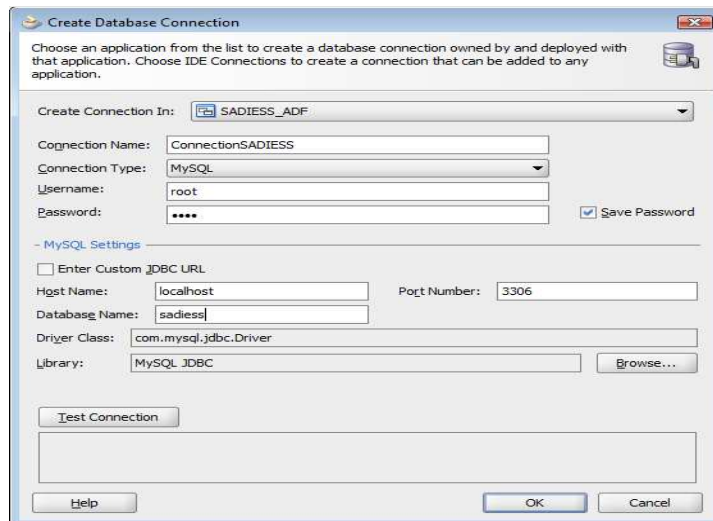 Create Database Connection
Choose an application from the list to create a database connection owned by and deployed with
that application. Choose IDE Connections to create a connection that can be added to any
application.
Create Connection In: SADIESS_ADF
Connection Name: ConnectionSADIESS
Connection Type: MySQL
Username: root
Password: ●●●● Save Password
MySQL Settings
Enter Custom JDBC URL
Host Name: localhost Port Number: 3306
Database Name: sadiess
Driver Class: com.mysql.jdbc.Driver
Library: MySQL JDBC Browse...
Test Connection
Help OK Cancel